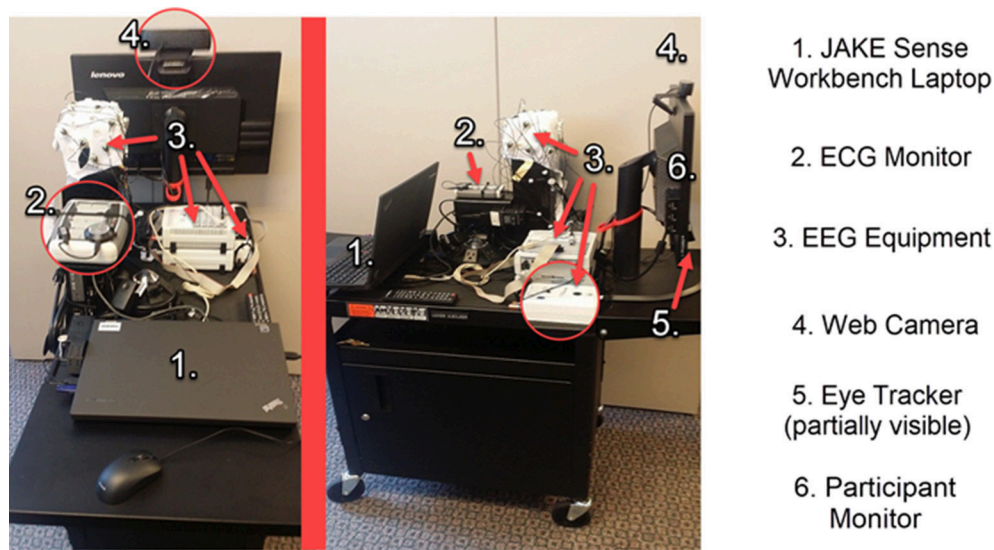 4.
lenovo
3.
2.
1.
4.
2.
3.
6.
1.
5.
1. JAKE Sense
Workbench Laptop
2. ECG Monitor
3. EEG Equipment
4. Web Camera
5. Eye Tracker
(partially visible)
6. Participant
Monitor